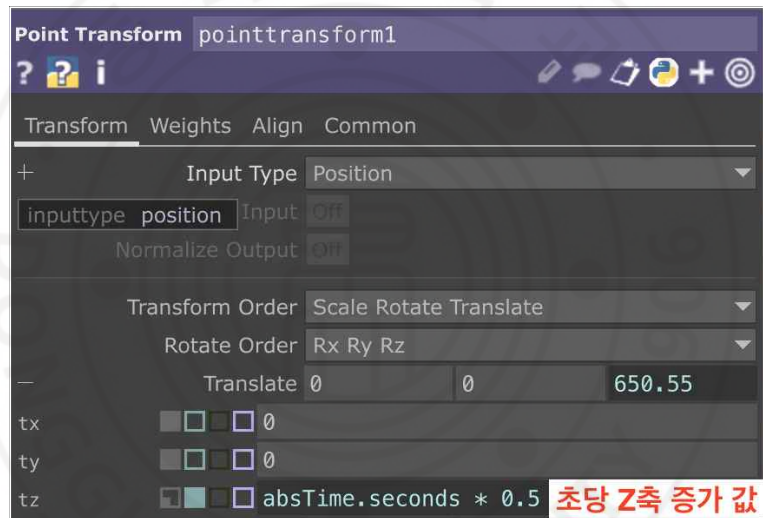 Point Transform pointtransform1
? ? i
Transform Weights Align Common
+ Input Type Position
inputtype position Input Off
Normalize Output Off
Transform Order Scale Rotate Translate
Rotate Order Rx Ry Rz
— Translate 0 0 650.55
tx 0
ty 0
tz absTime.seconds * 0.5 초당 Z축 증가 값